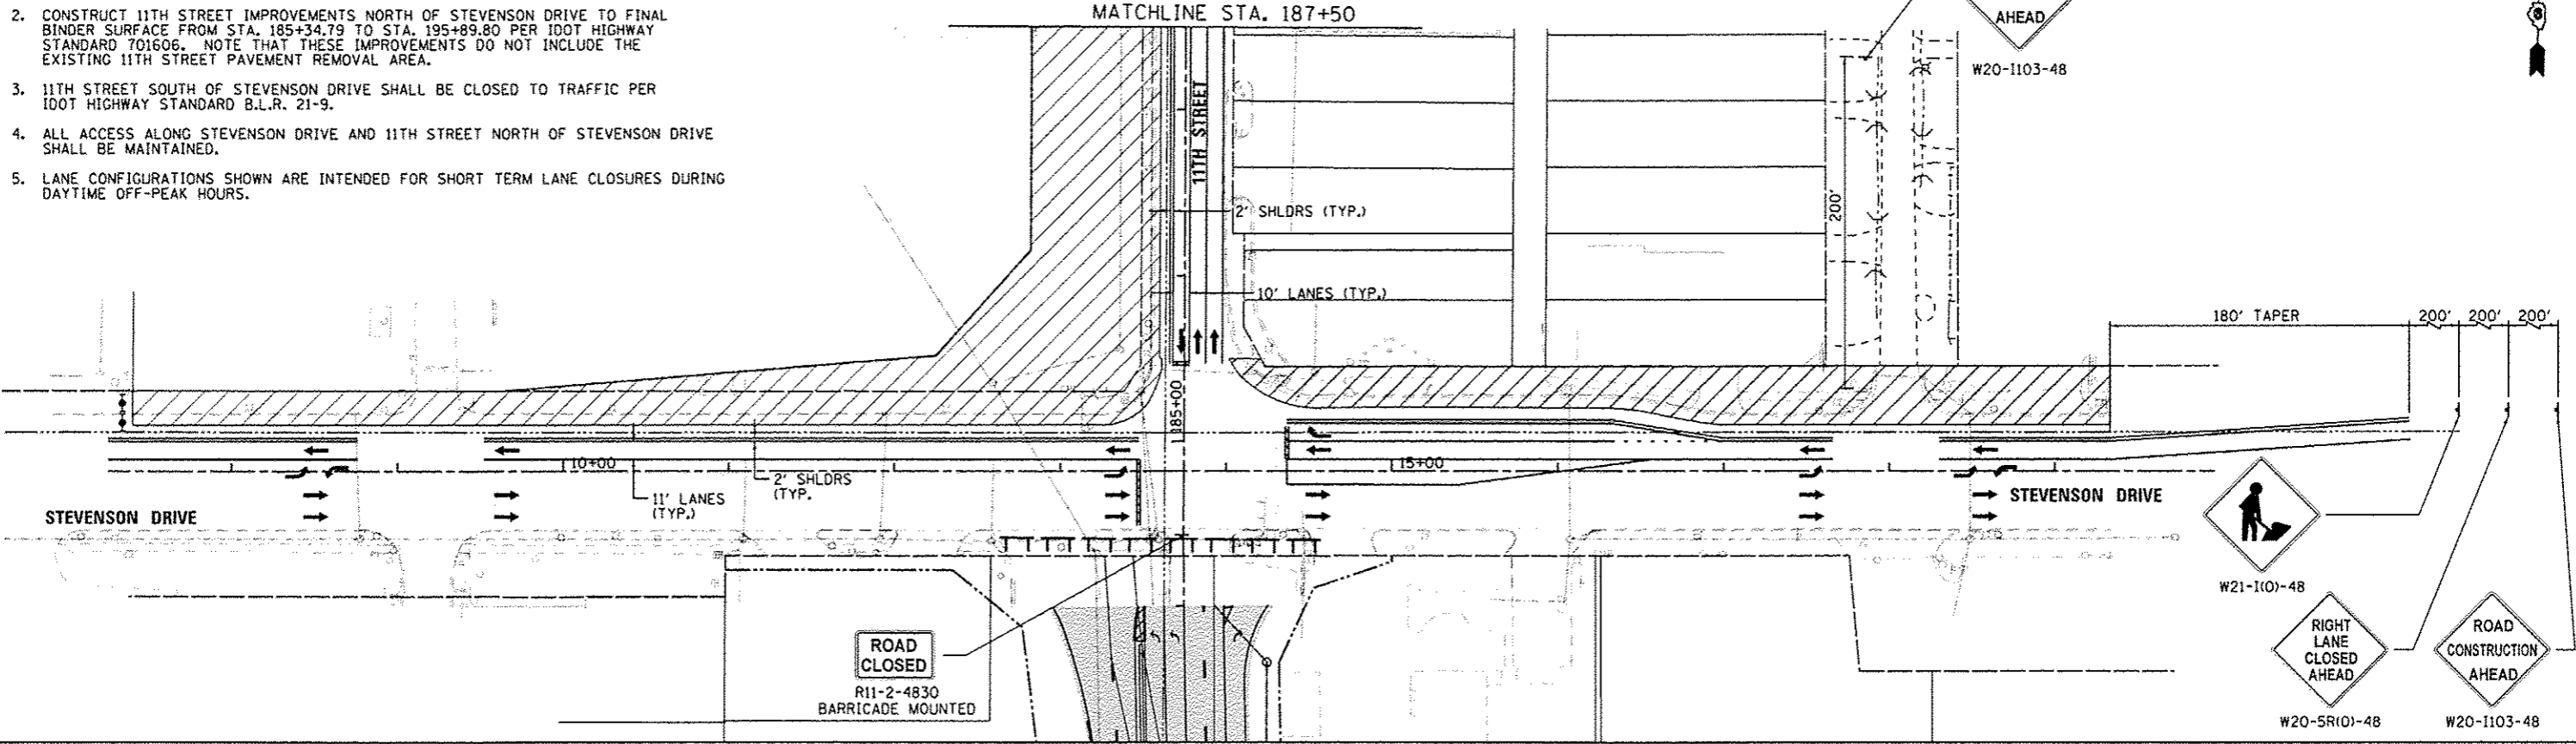 2. CONSTRUCT 11TH STREET IMPROVEMENTS NORTH OF STEVENSON DRIVE TO FINAL
BINDER SURFACE FROM STA. 185+34.79 TO STA. 195+89.80 PER IDOT HIGHWAY
STANDARD 701606. NOTE THAT THESE IMPROVEMENTS DO NOT INCLUDE THE
EXISTING 11TH STREET PAVEMENT REMOVAL AREA.
3. 11TH STREET SOUTH OF STEVENSON DRIVE SHALL BE CLOSED TO TRAFFIC PER
IDOT HIGHWAY STANDARD B.L.R. 21-9.
4. ALL ACCESS ALONG STEVENSON DRIVE AND 11TH STREET NORTH OF STEVENSON DRIVE
SHALL BE MAINTAINED.
5. LANE CONFIGURATIONS SHOWN ARE INTENDED FOR SHORT TERM LANE CLOSURES DURING
DAYTIME OFF-PEAK HOURS.
MATCHLINE STA. 187+50
AHEAD
W20-I103-48
11TH STREET
200'
2' SHLDRS (TYP.)
10' LANES (TYP.)
180' TAPER
200'
200'
200'
185+00
10+00
15+00
2' SHLDRS
(TYP.
11' LANES
(TYP.)
STEVENSON DRIVE
STEVENSON DRIVE
W21-I(O)-48
ROAD
CLOSED
R11-2-4830
BARRICADE MOUNTED
RIGHT
LANE
CLOSED
AHEAD
W20-5R(O)-48
ROAD
CONSTRUCTION
AHEAD
W20-I103-48